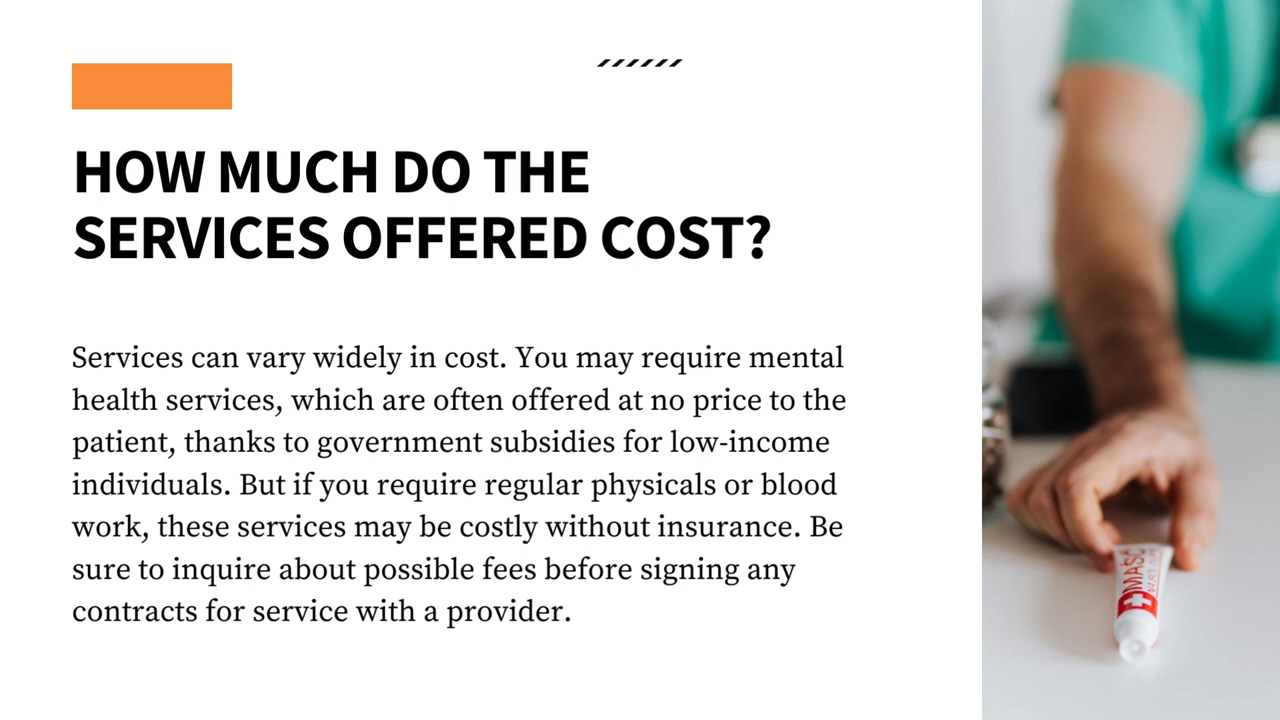 HOW MUCH DO THE
SERVICES OFFERED COST?
Services can vary widely in cost. You may require mental
health services, which are often offered at no price to the
patient, thanks to government subsidies for low-income
individuals. But if you require regular physicals or blood
work, these services may be costly without insurance. Be
sure to inquire about possible fees before signing any
contracts for service with a provider.